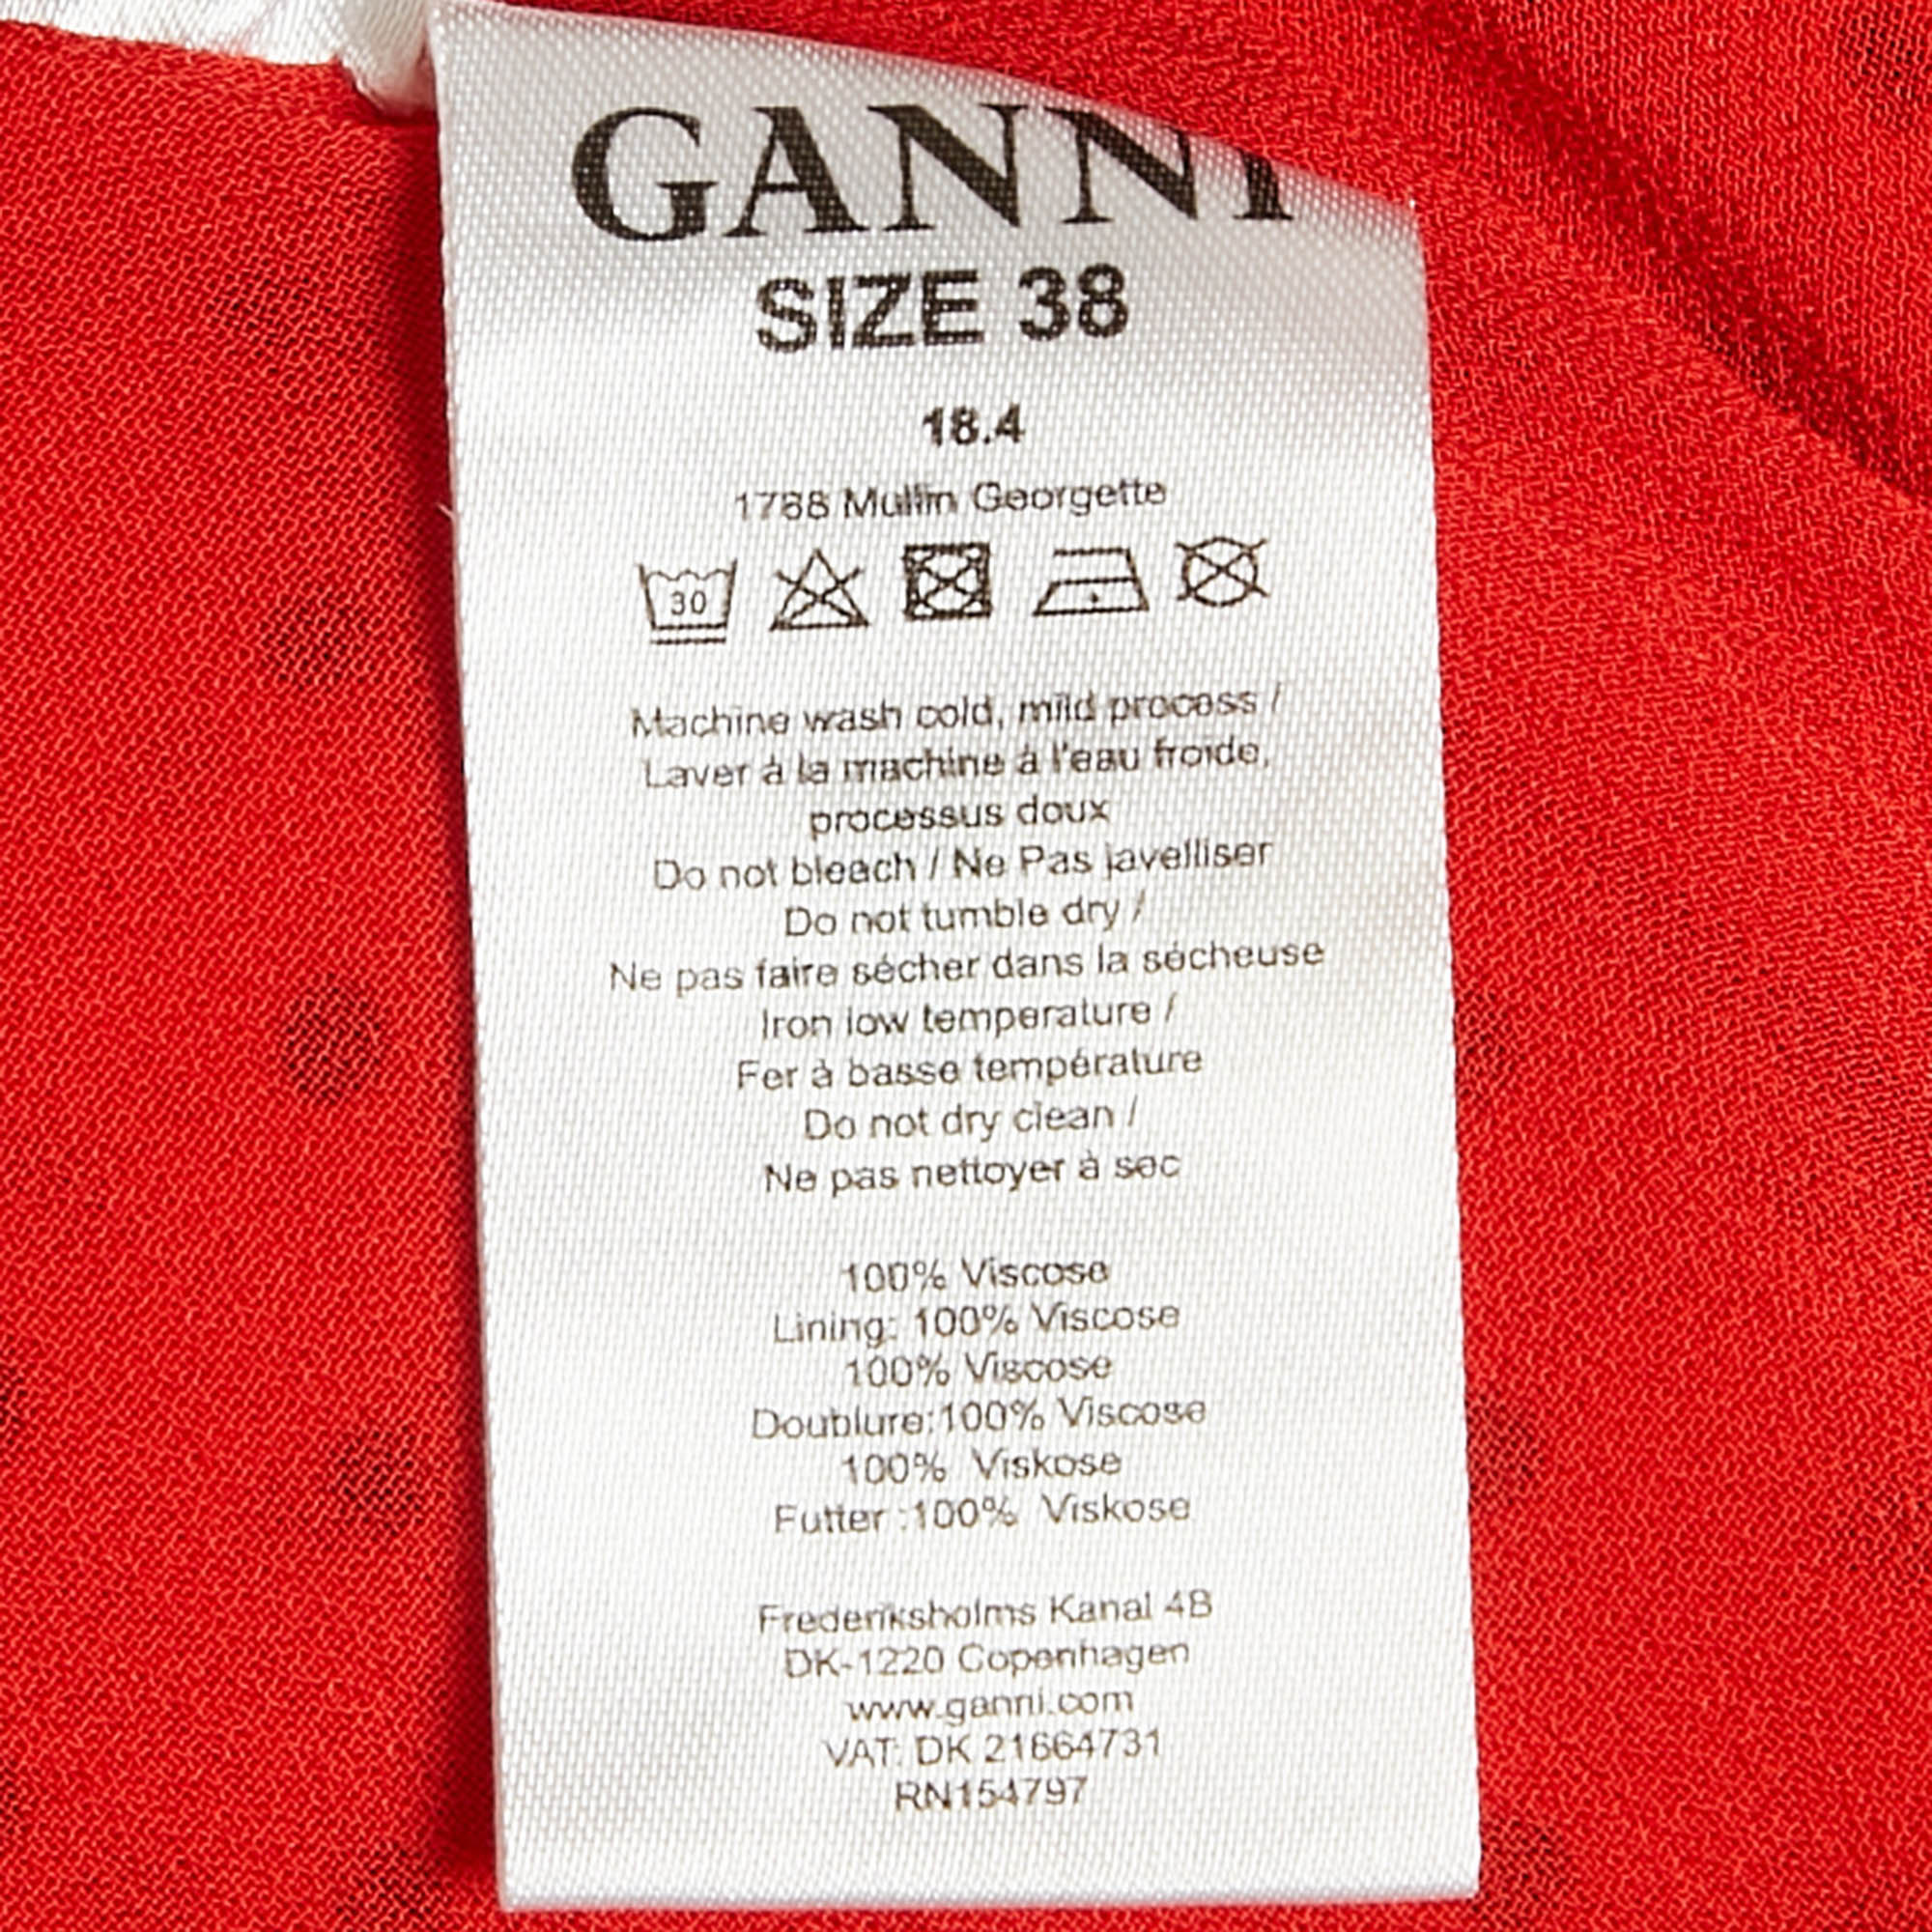 GANNI
SIZE 38
18.4
1788 Mullin Georgette
30
Machine wash cold, mild process /
Laver à la machine à l'eau froide,
processus doux
Do not bleach / Ne Pas javelliser
Do not tumble dry /
Ne pas faire sécher dans la sécheuse
Iron low temperature /
Fer à basse température
Do not dry clean /
Ne pas nettoyer à sec
100% Viscose
Lining: 100% Viscose
100% Viscose
Doublure:100% Viscose
100% Viskose
Futter :100% Viskose
Frederiksholms Kanal 4B
DK-1220 Copenhagen
www.ganni.com
VAT: DK 21664731
RN154797